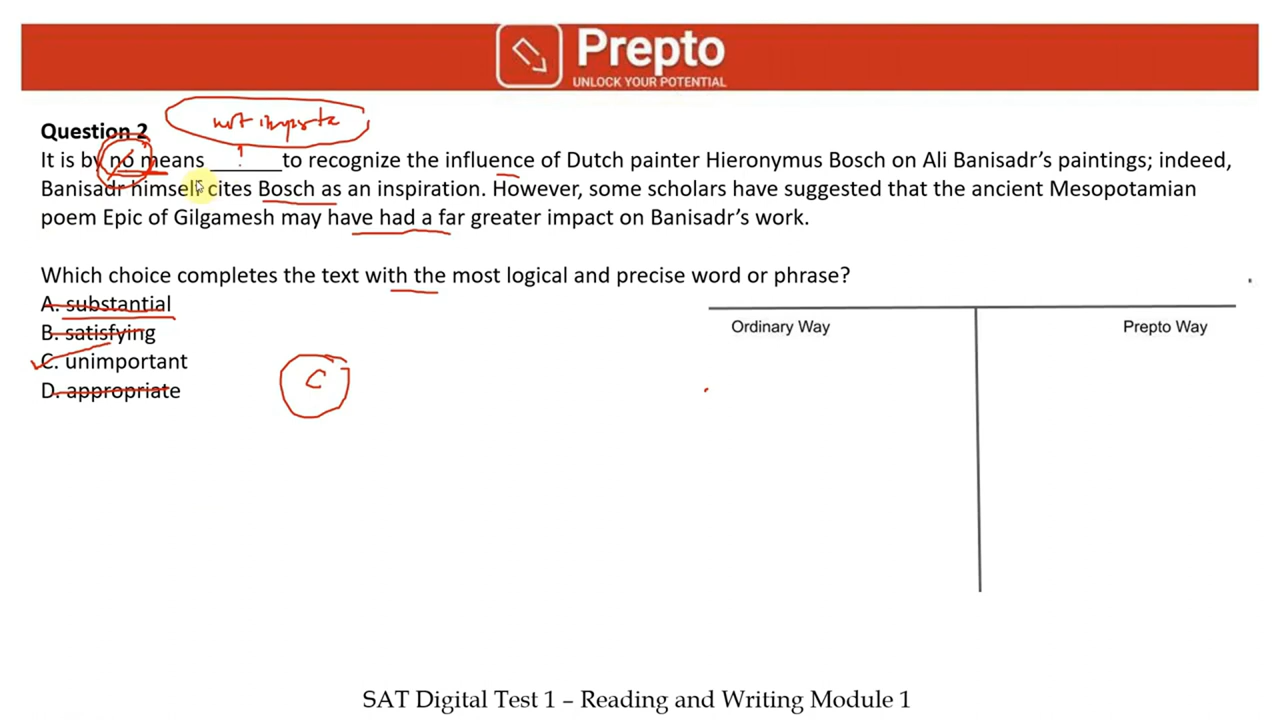 Prepto
UNLOCK YOUR POTENTIAL
not importa
Question 2
It is by no means ______ to recognize the influence of Dutch painter Hieronymus Bosch on Ali Banisadr's paintings; indeed,
Banisadr himself cites Bosch as an inspiration. However, some scholars have suggested that the ancient Mesopotamian
poem Epic of Gilgamesh may have had a far greater impact on Banisadr's work.
Which choice completes the text with the most logical and precise word or phrase?
A. substantial
B. satisfying
C. unimportant
D. appropriate
C
Ordinary Way
Prepto Way
SAT Digital Test 1 – Reading and Writing Module 1